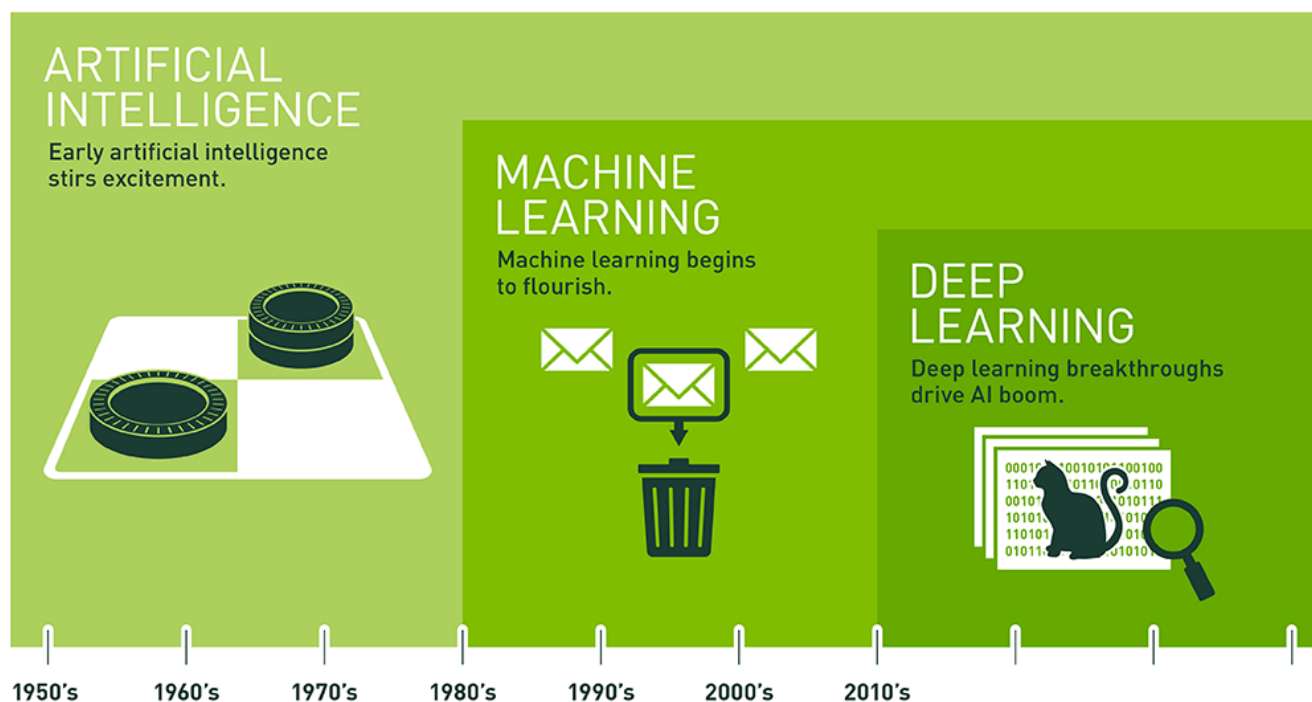 ARTIFICIAL
INTELLIGENCE
Early artificial intelligence
stirs excitement.
MACHINE
LEARNING
Machine learning begins
to flourish.
DEEP
LEARNING
Deep learning breakthroughs
drive AI boom.
1950's
1960's
1970's
1980's
1990's
2000's
2010's